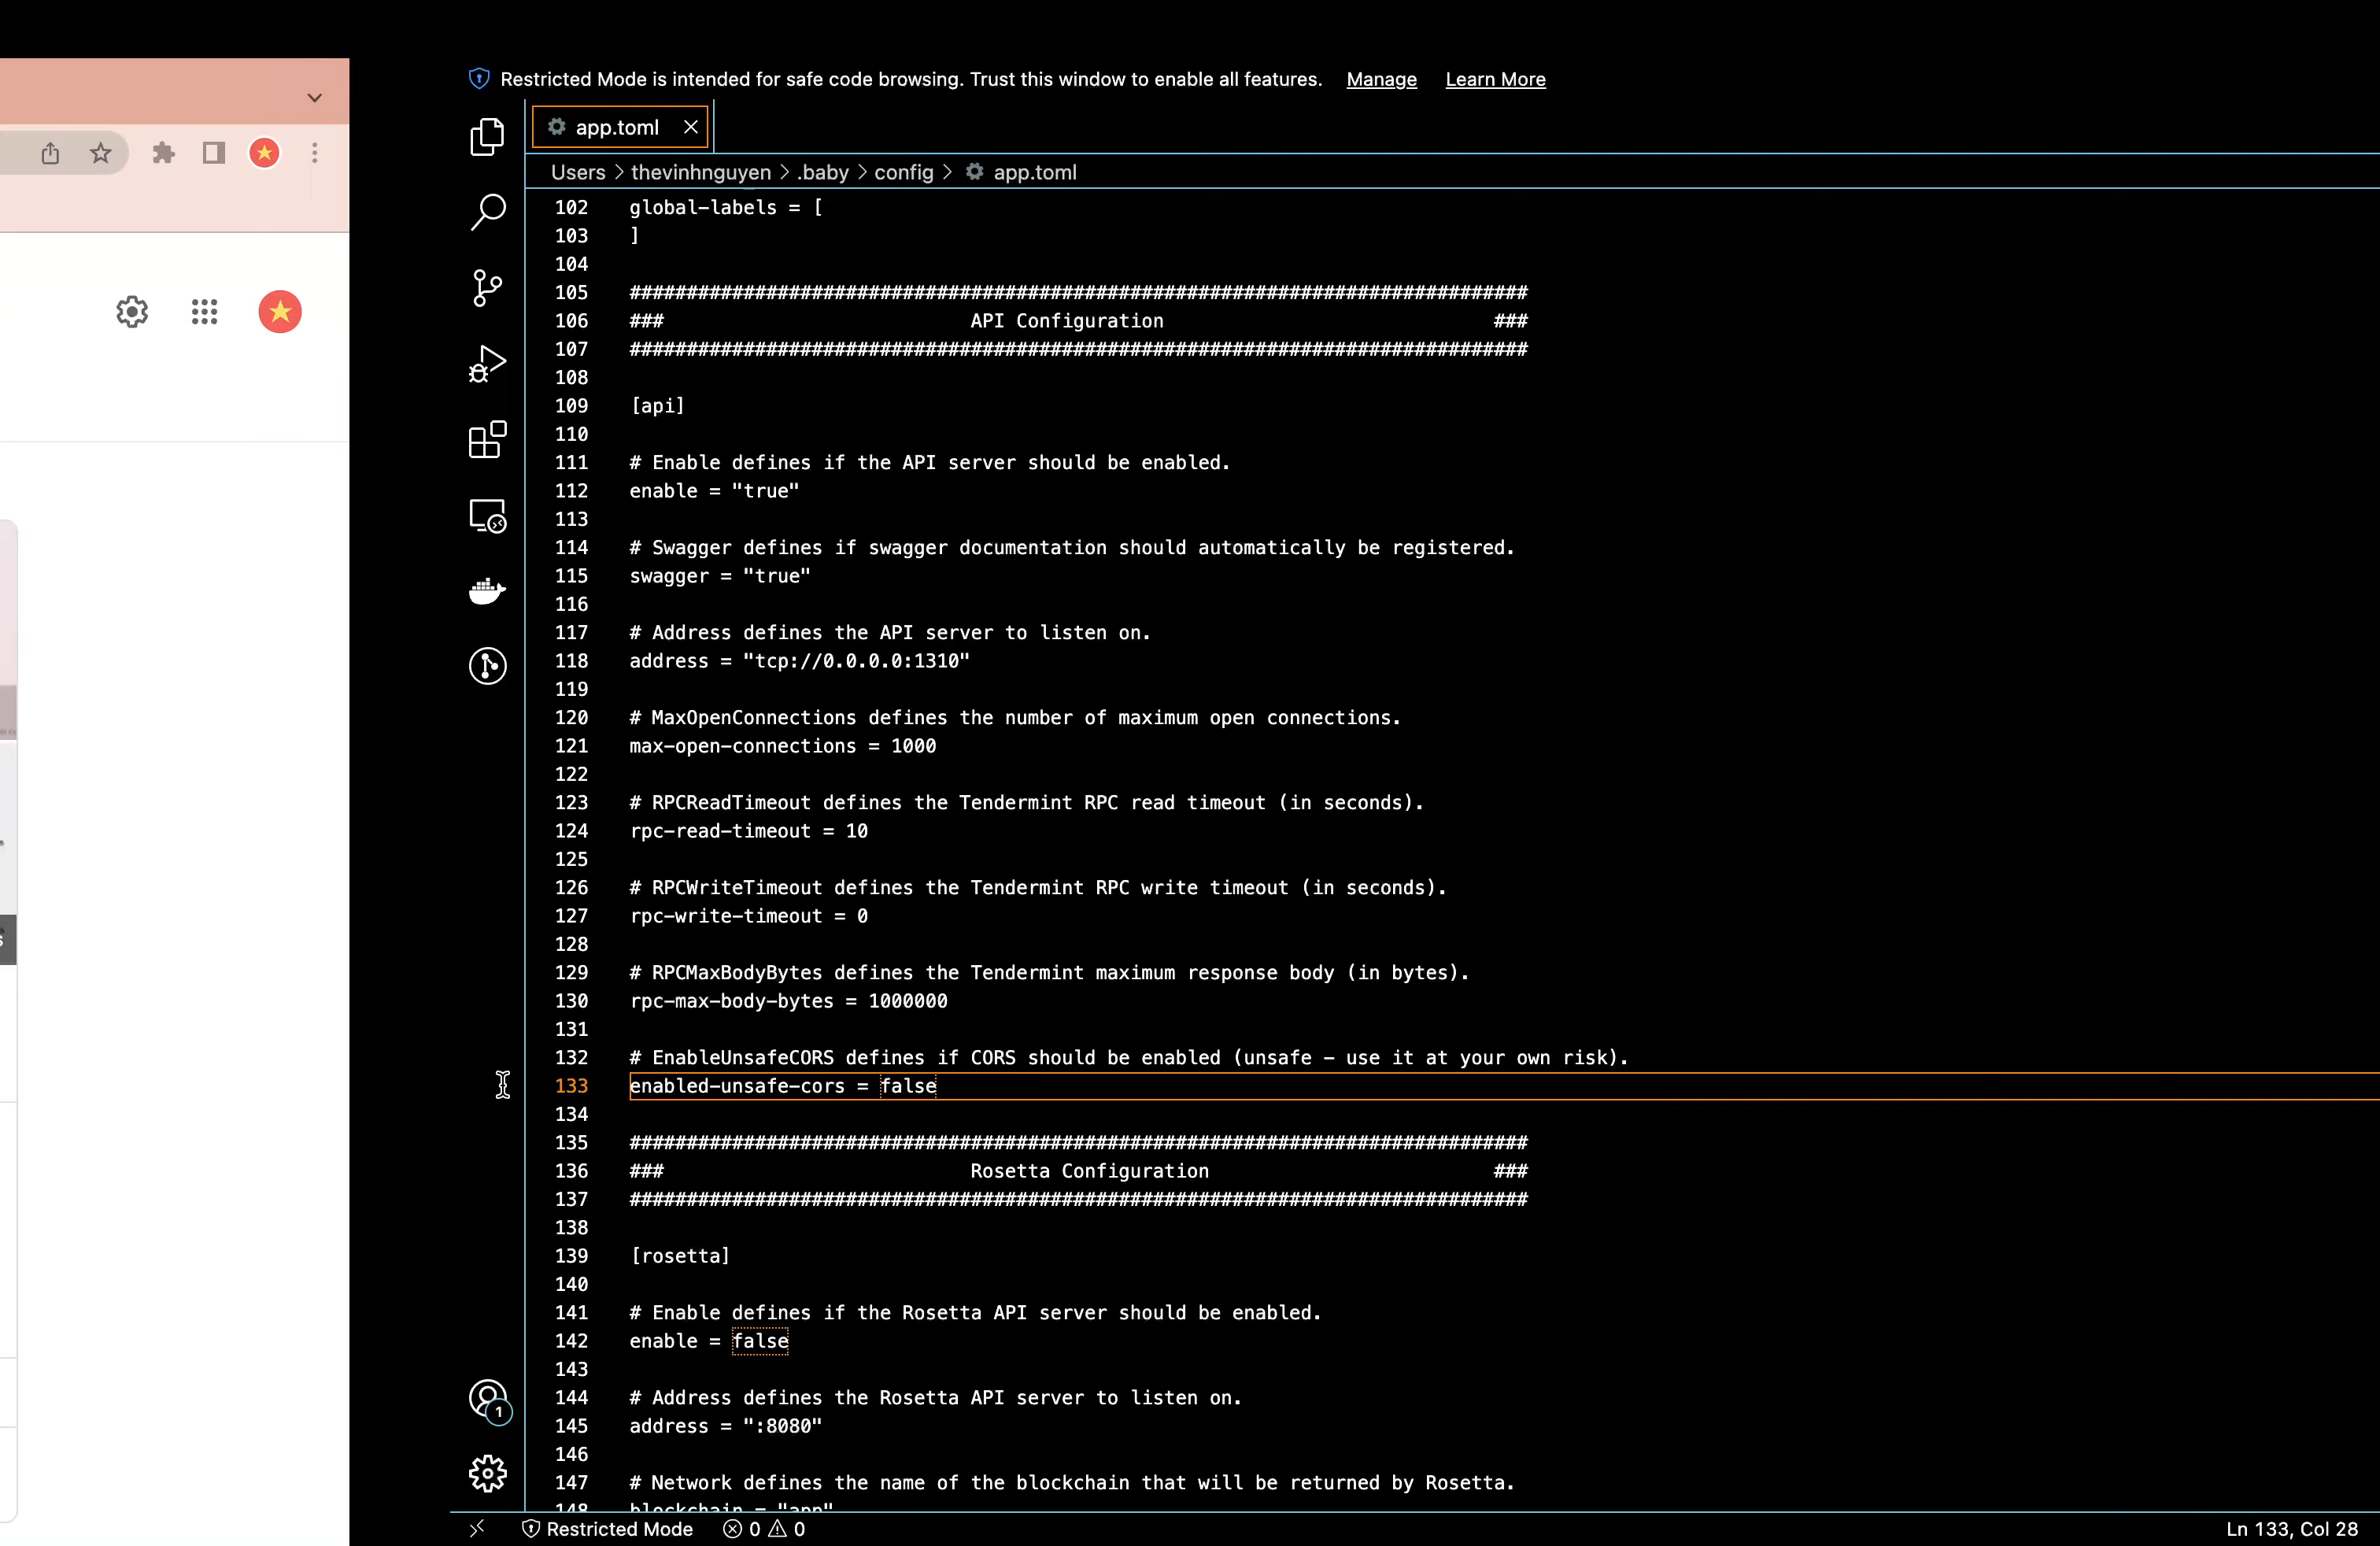 Restricted Mode is intended for safe code browsing. Trust this window to enable all features. Manage Learn More
app.toml
Users > thevinhnguyen > .baby > config > app.toml
102 global-labels = [
103 ]
104
105 ###############################################################################
106 ### API Configuration ###
107 ###############################################################################
108
109 [api]
110
111 # Enable defines if the API server should be enabled.
112 enable = "true"
113
114 # Swagger defines if swagger documentation should automatically be registered.
115 swagger = "true"
116
117 # Address defines the API server to listen on.
118 address = "tcp://0.0.0.0:1310"
119
120 # MaxOpenConnections defines the number of maximum open connections.
121 max-open-connections = 1000
122
123 # RPCReadTimeout defines the Tendermint RPC read timeout (in seconds).
124 rpc-read-timeout = 10
125
126 # RPCWriteTimeout defines the Tendermint RPC write timeout (in seconds).
127 rpc-write-timeout = 0
128
129 # RPCMaxBodyBytes defines the Tendermint maximum response body (in bytes).
130 rpc-max-body-bytes = 1000000
131
132 # EnableUnsafeCORS defines if CORS should be enabled (unsafe - use it at your own risk).
133 enabled-unsafe-cors = false
134
135 ###############################################################################
136 ### Rosetta Configuration ###
137 ###############################################################################
138
139 [rosetta]
140
141 # Enable defines if the Rosetta API server should be enabled.
142 enable = false
143
144 # Address defines the Rosetta API server to listen on.
145 address = ":8080"
146
147 # Network defines the name of the blockchain that will be returned by Rosetta.
148 blockchain = "app"
1
Restricted Mode 0 0 Ln 133, Col 28